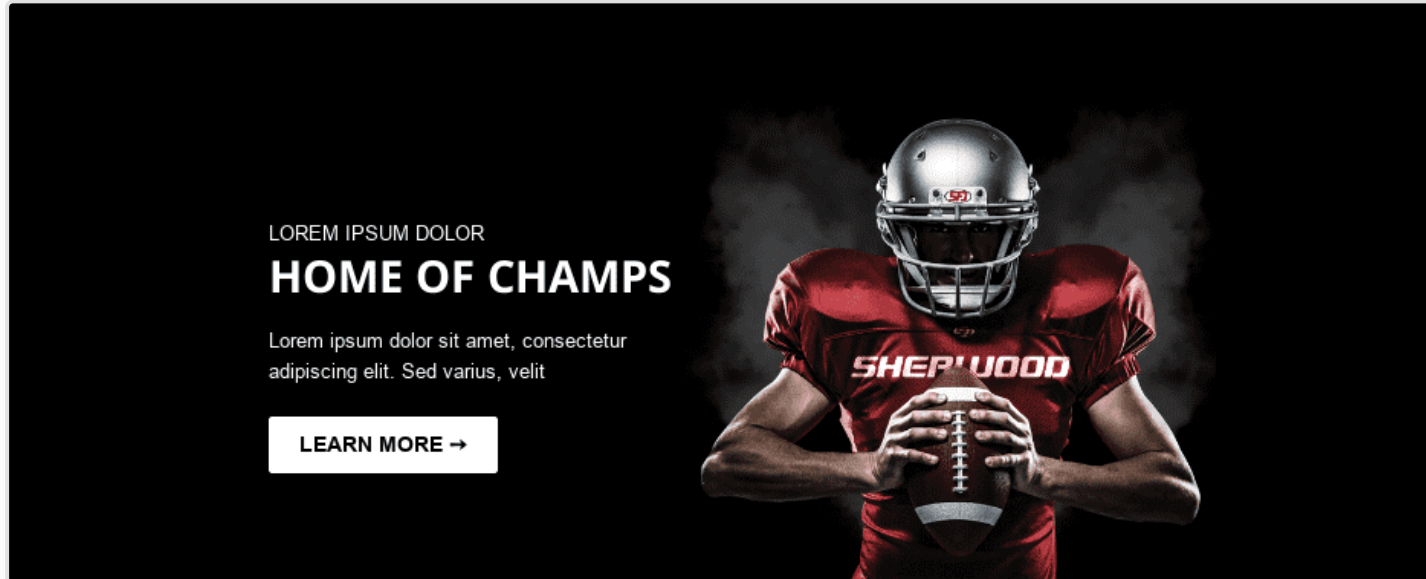 LOREM IPSUM DOLOR
HOME OF CHAMPS
Lorem ipsum dolor sit amet, consectetur
adipiscing elit. Sed varius, velit
LEARN MORE →
SHERWOOD